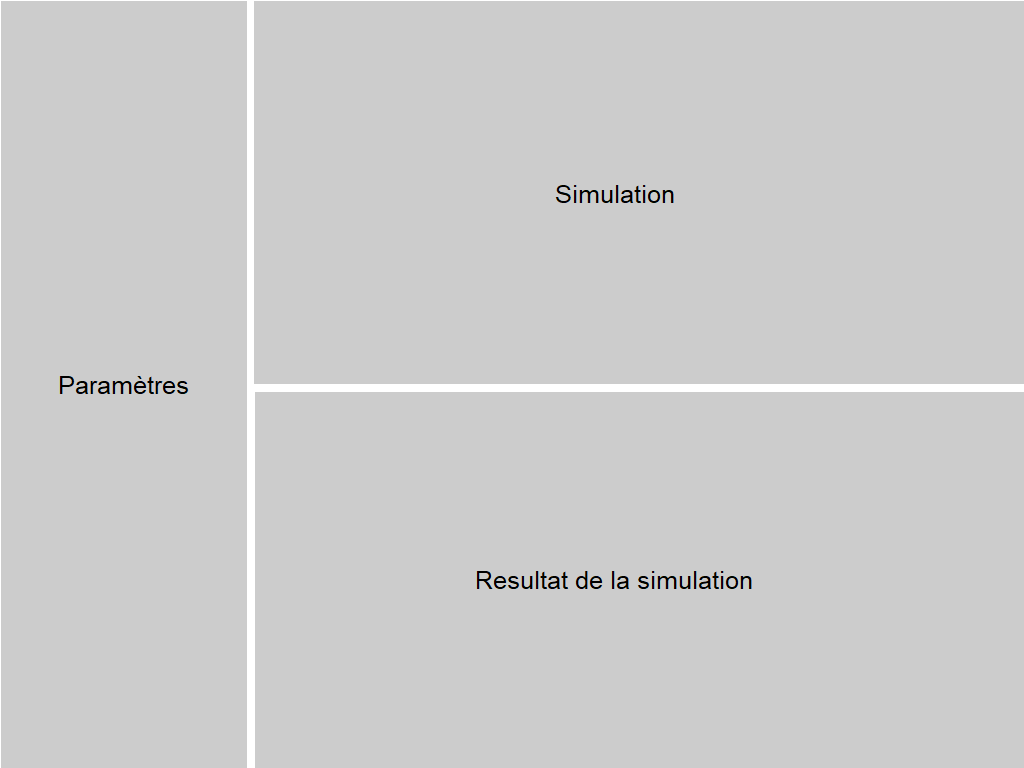 Simulation
Paramètres
Resultat de la simulation